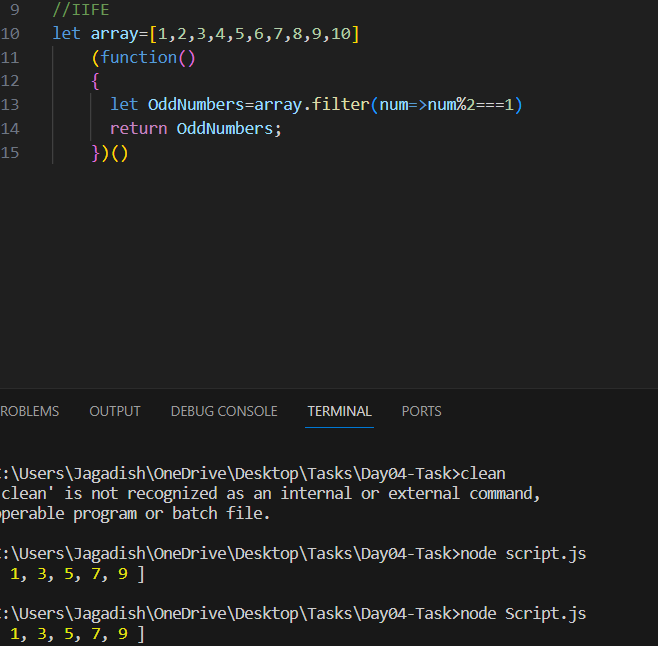 9 //IIFE
10 let array=[1,2,3,4,5,6,7,8,9,10]
11 (function()
12 {
13 let OddNumbers=array.filter(num=>num%2===1)
14 return OddNumbers;
15 })()
ROBLEMS OUTPUT DEBUG CONSOLE TERMINAL PORTS
:\Users\Jagadish\OneDrive\Desktop\Tasks\Day04-Task>clean
clean' is not recognized as an internal or external command,
operable program or batch file.
:\Users\Jagadish\OneDrive\Desktop\Tasks\Day04-Task>node script.js
1, 3, 5, 7, 9 ]
:\Users\Jagadish\OneDrive\Desktop\Tasks\Day04-Task>node Script.js
1, 3, 5, 7, 9 ]